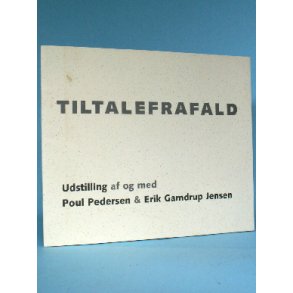 TILTALEFRAFALD
Udstilling af og med
Poul Pedersen & Erik Gamdrup Jensen